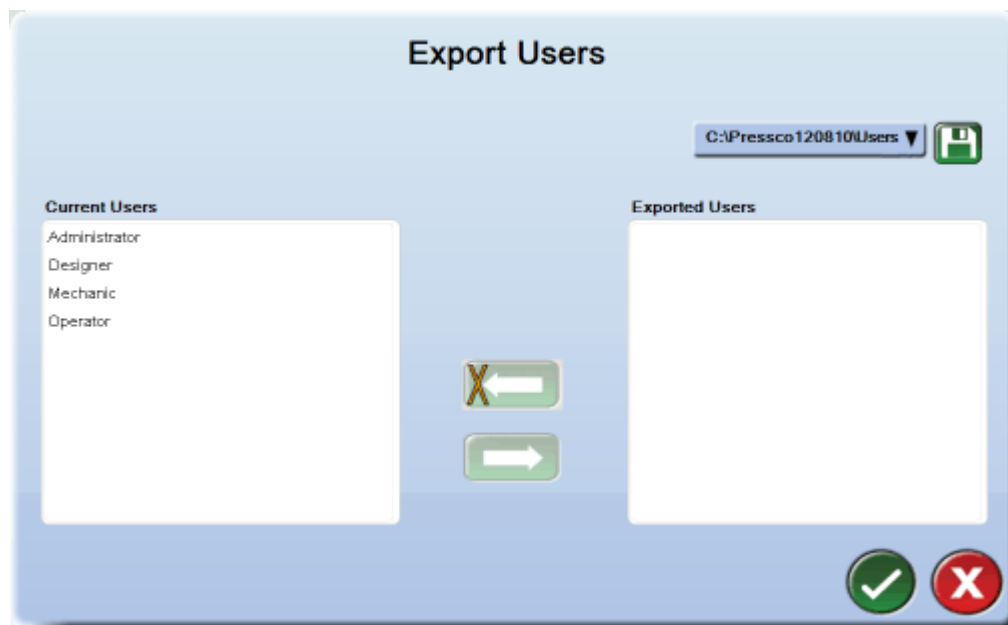 Export Users
C:\Pressco120810\Users
Current Users
Administrator
Designer
Mechanic
Operator
Exported Users